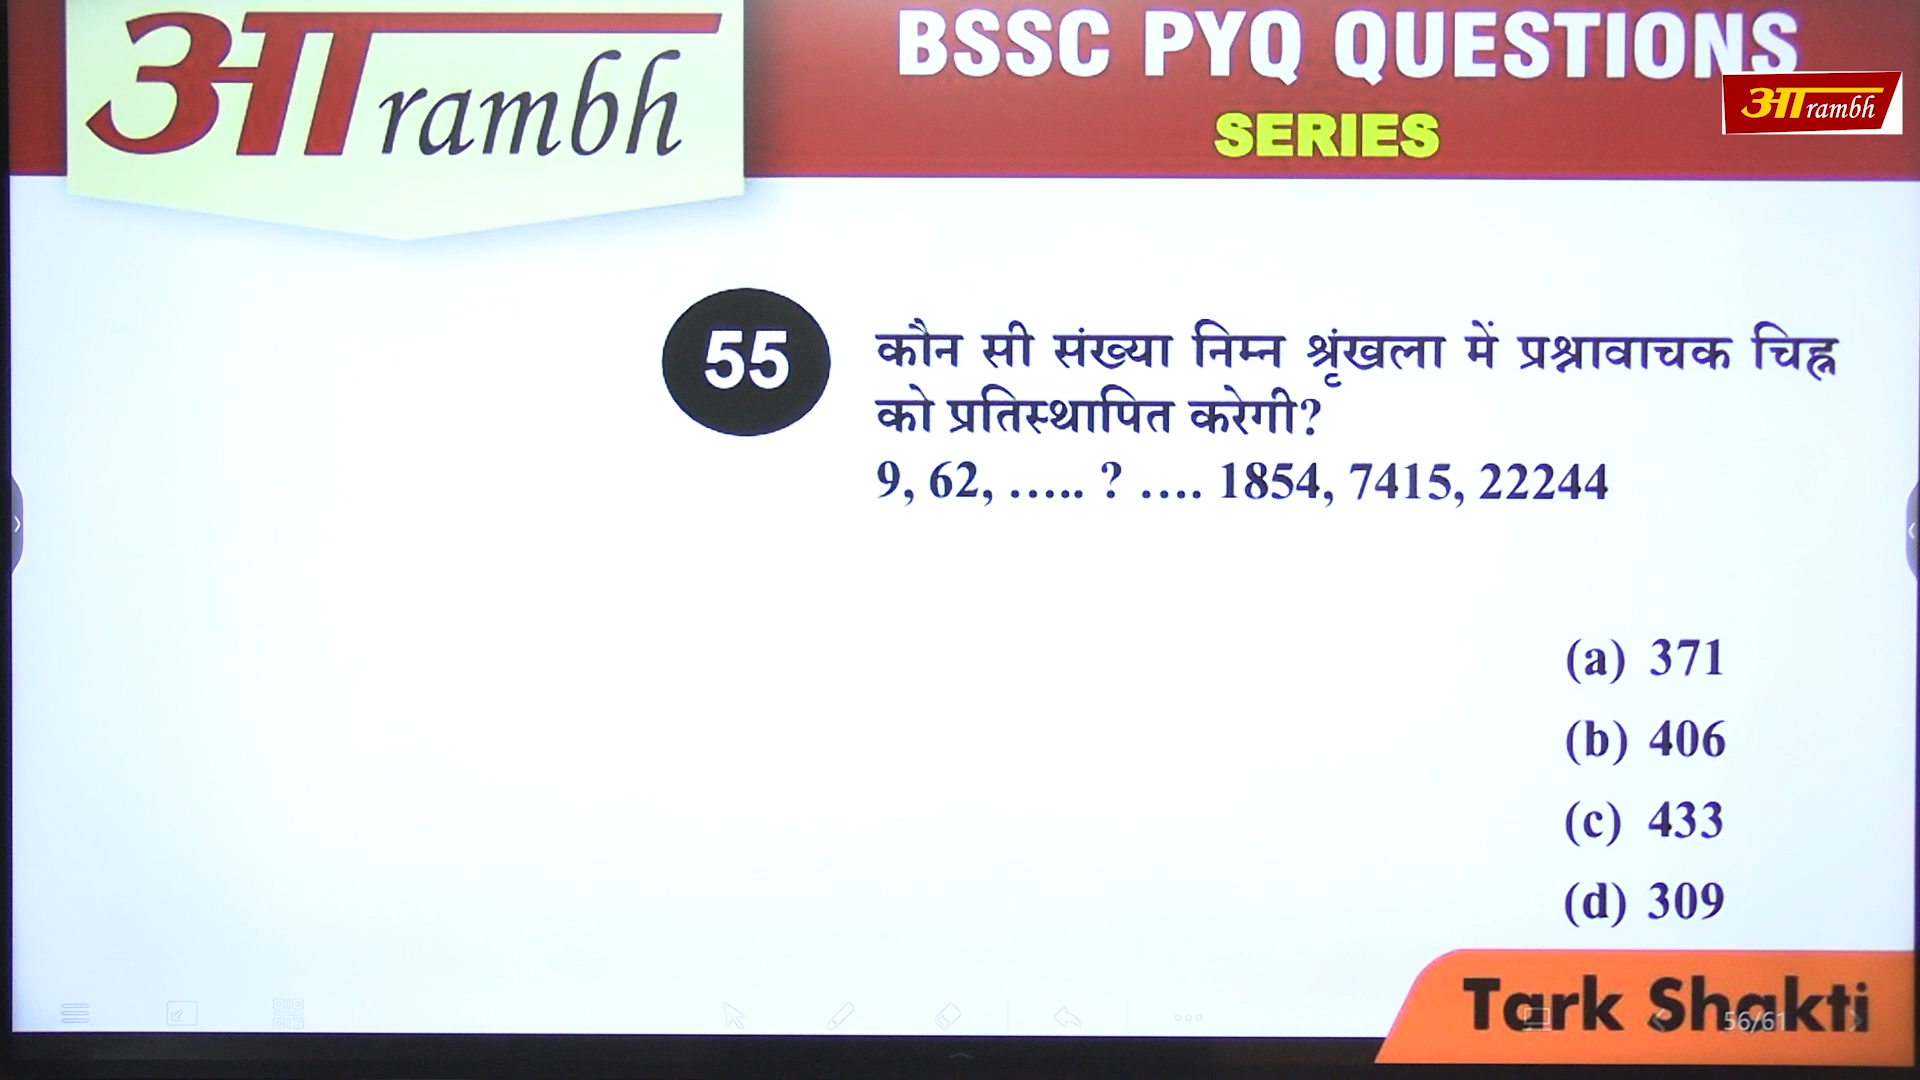 आrambh
BSSC PYQ QUESTIONS
SERIES
आrambh
55
कौन सी संख्या निम्न श्रृंखला में प्रश्नावाचक चिह्न
को प्रतिस्थापित करेगी?
9, 62, ..... ? .... 1854, 7415, 22244
(a) 371
(b) 406
(c) 433
(d) 309
Tark Shakti
56/61